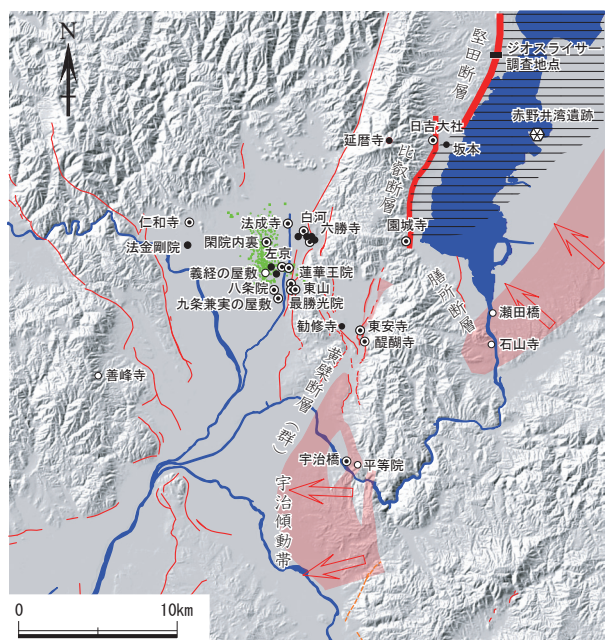 N
堅田断層
ジオスライサー
調査地点
延暦寺
日吉大社
赤野井湾遺跡
坂本
比叡断層
仁和寺
法成寺
白河
六勝寺
園城寺
法金剛院
閑院内裏
左京
義経の屋敷
蓮華王院
八条院
東山
九条兼実の屋敷
最勝光院
膳所断層
瀬田橋
勧修寺
東安寺
醍醐寺
石山寺
善峰寺
黄檗断層(群)
宇治橋
平等院
宇治傾動帯
0
10km